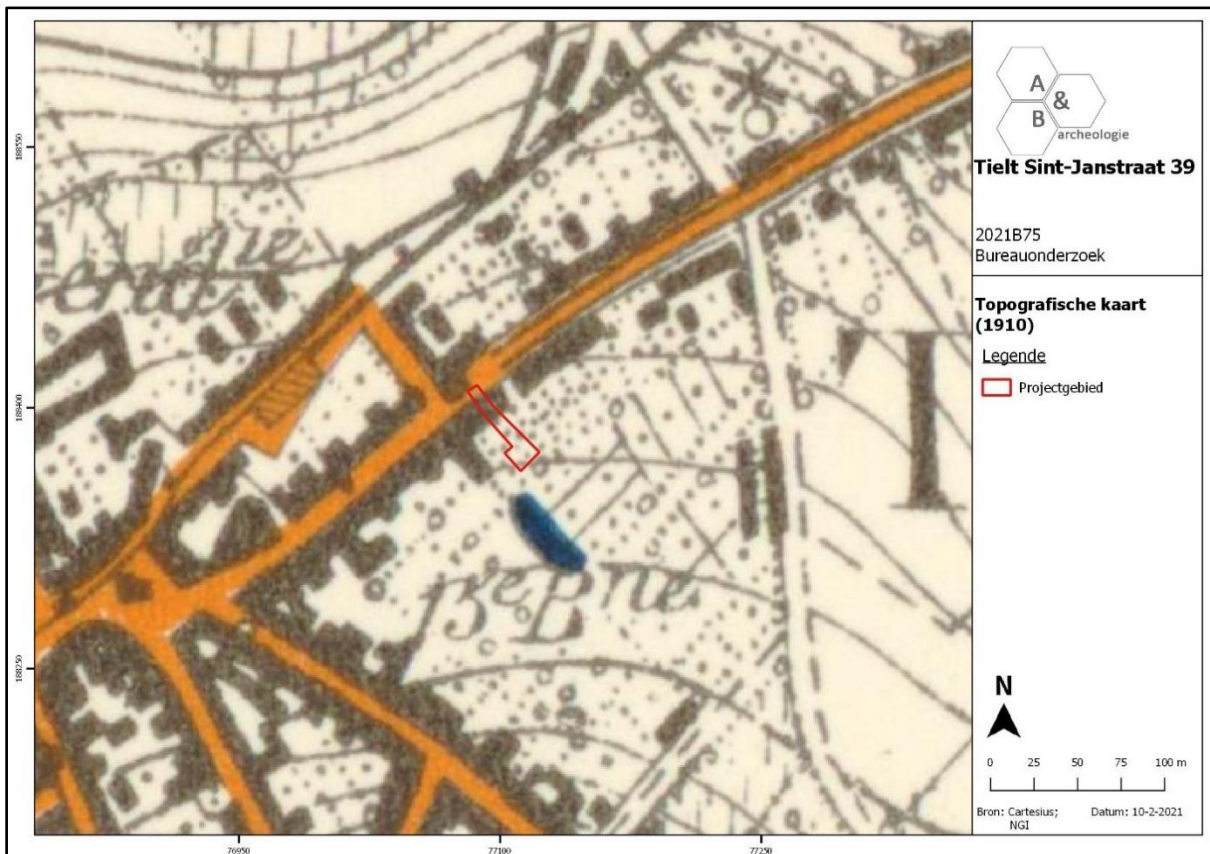 A
&
B
archeologie
Tielt Sint-Janstraat 39
2021B75
Bureauonderzoek
Topografische kaart
(1910)
Legende
Projectgebied
N
0 25 50 75 100 m
Bron: Cartesius;
NGI
Datum: 10-2-2021
188550
188400
188250
76950 77100 77250
Bie